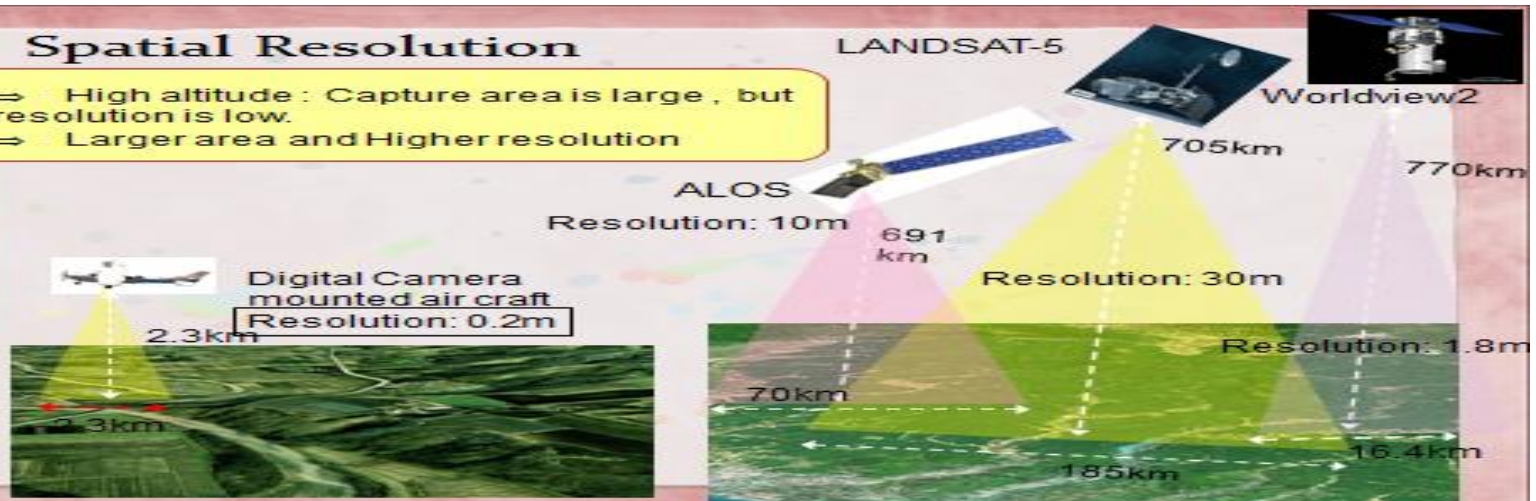 Spatial Resolution
⇒ High altitude : Capture area is large , but
resolution is low.
⇒ Larger area and Higher resolution
LANDSAT-5
Worldview2
705km
770km
ALOS
Resolution: 10m
691
km
Resolution: 30m
Digital Camera
mounted air craft
Resolution: 0.2m
2.3km
Resolution: 1.8m
70km
2.3km
16.4km
185km